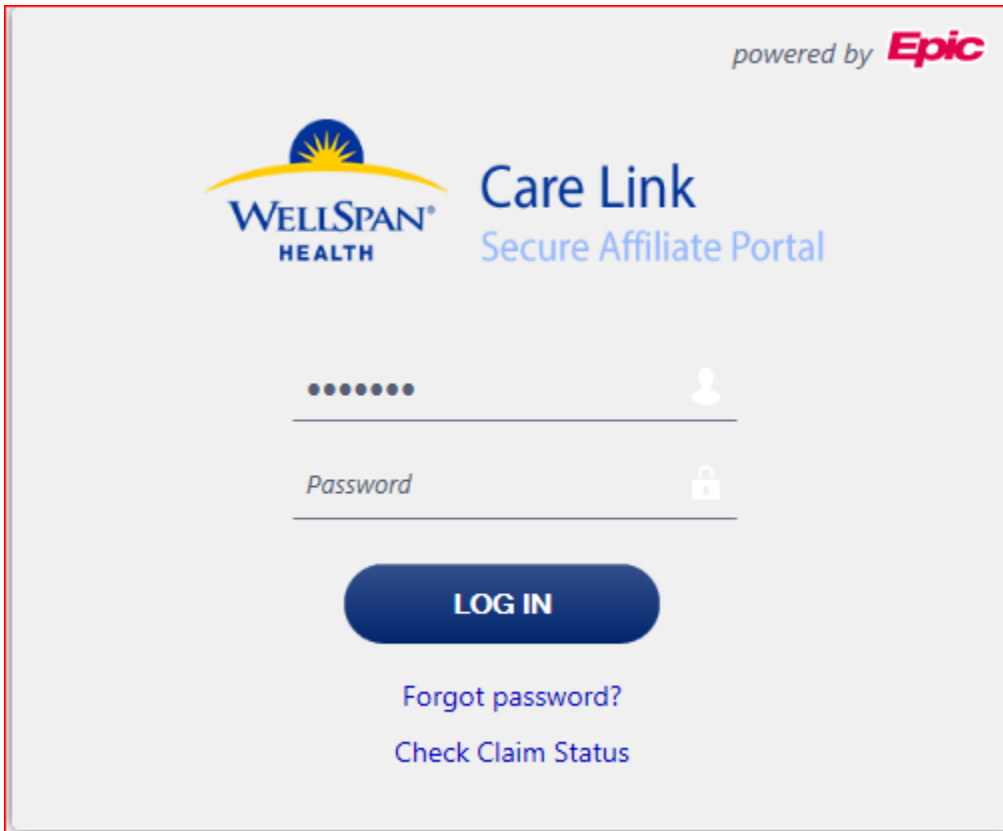 powered by Epic
WELLSPAN®
HEALTH
Care Link
Secure Affiliate Portal
•••••••
Password
LOG IN
Forgot password?
Check Claim Status